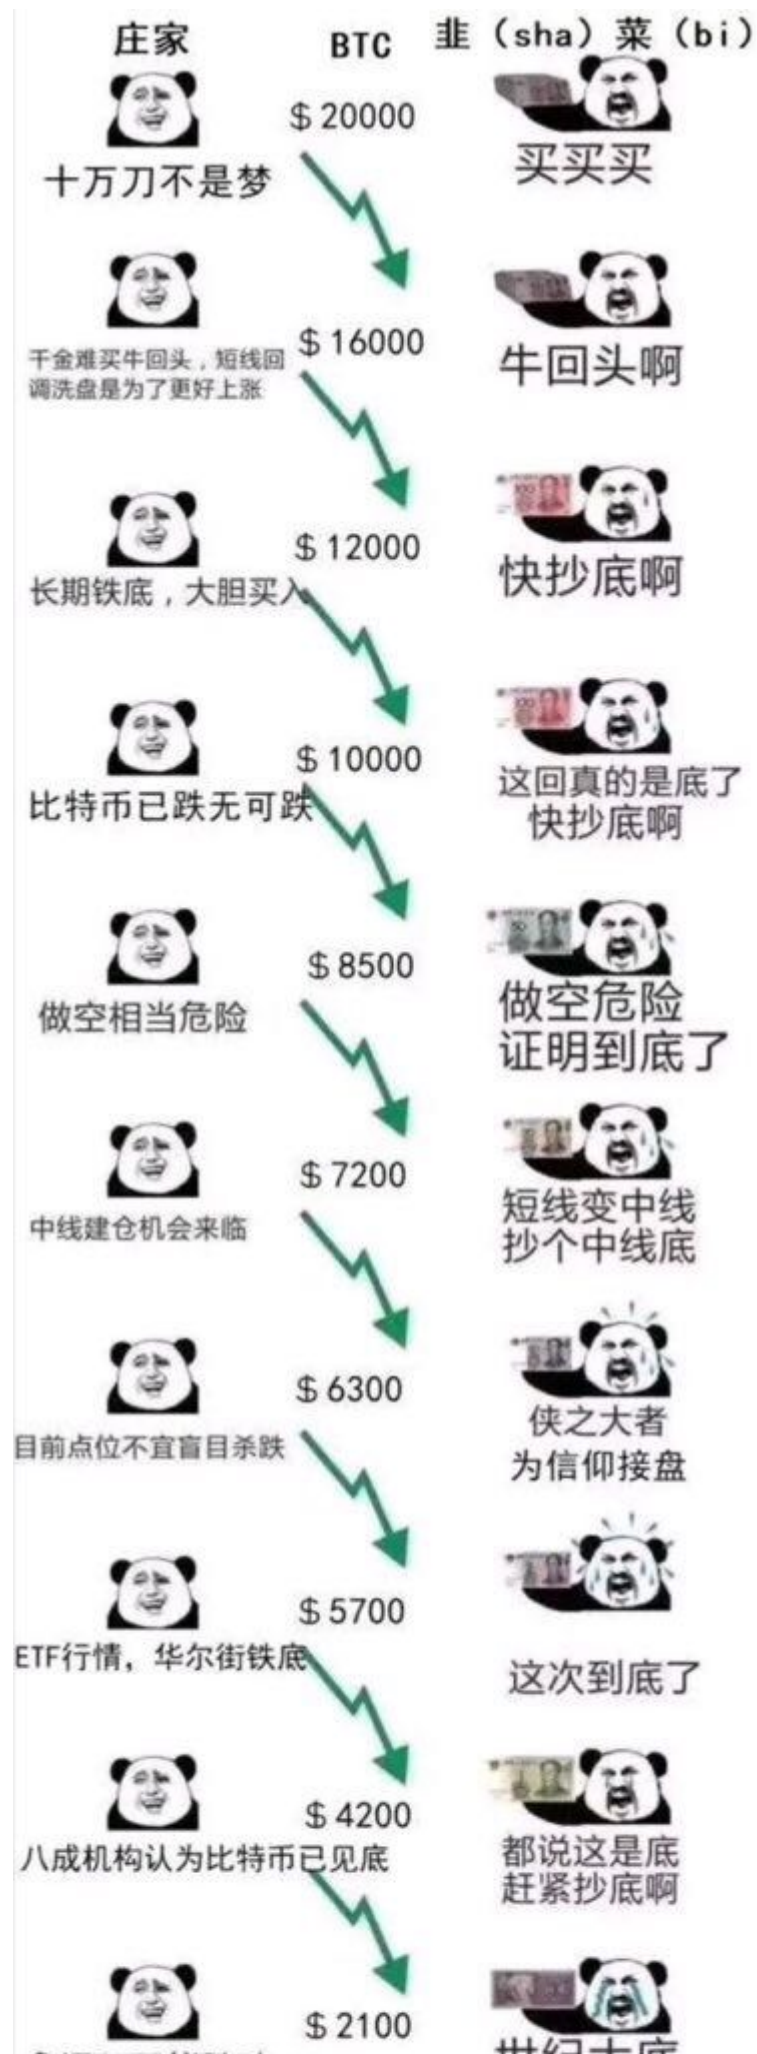 庄家 BTC 韭（sha）菜（bi）
$ 20000
十万刀不是梦
买买买
$ 16000
千金难买牛回头，短线回
调洗盘是为了更好上涨
牛回头啊
$ 12000
长期铁底，大胆买入
快抄底啊
$ 10000
比特币已跌无可跌
这回真的是底了
快抄底啊
$ 8500
做空相当危险
做空危险
证明到底了
$ 7200
中线建仓机会来临
短线变中线
抄个中线底
$ 6300
目前点位不宜盲目杀跌
侠之大者
为信仰接盘
$ 5700
ETF行情，华尔街铁底
这次到底了
$ 4200
八成机构认为比特币已见底
都说这是底
赶紧抄底啊
$ 2100
世纪大底